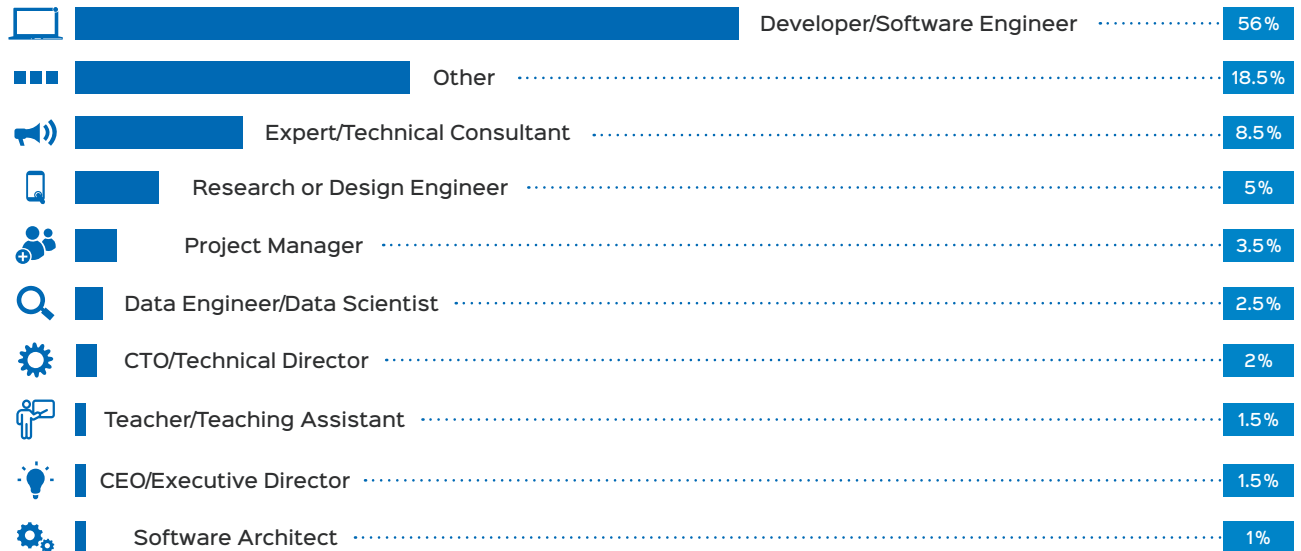 Developer/Software Engineer 56%
Other 18.5%
Expert/Technical Consultant 8.5%
Research or Design Engineer 5%
Project Manager 3.5%
Data Engineer/Data Scientist 2.5%
CTO/Technical Director 2%
Teacher/Teaching Assistant 1.5%
CEO/Executive Director 1.5%
Software Architect 1%